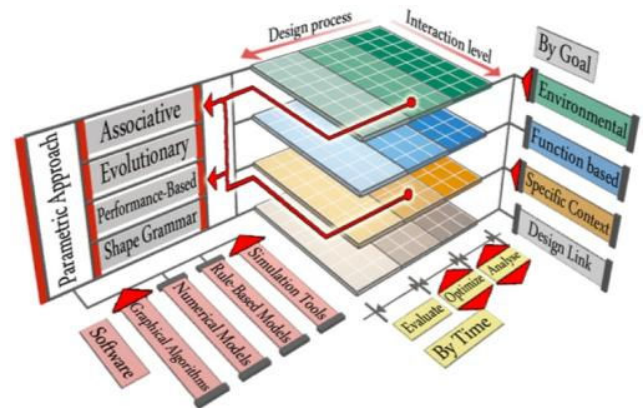 Design process
Interaction level
By Goal
Environmental
Function based
Specific Context
Design Link
Parametric Approach
Associative
Evolutionary
Performance-Based
Shape Grammar
Software
Graphical Algorithms
Numerical Models
Rule-Based Models
Simulation Tools
Evaluate
Optimize
Analyse
By Time